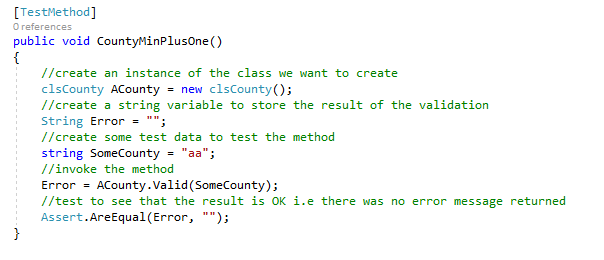 [TestMethod]
0 references
public void CountyMinPlusOne()
{
//create an instance of the class we want to create
clsCounty ACounty = new clsCounty();
//create a string variable to store the result of the validation
String Error = "";
//create some test data to test the method
string SomeCounty = "aa";
//invoke the method
Error = ACounty.Valid(SomeCounty);
//test to see that the result is OK i.e there was no error message returned
Assert.AreEqual(Error, "");
}